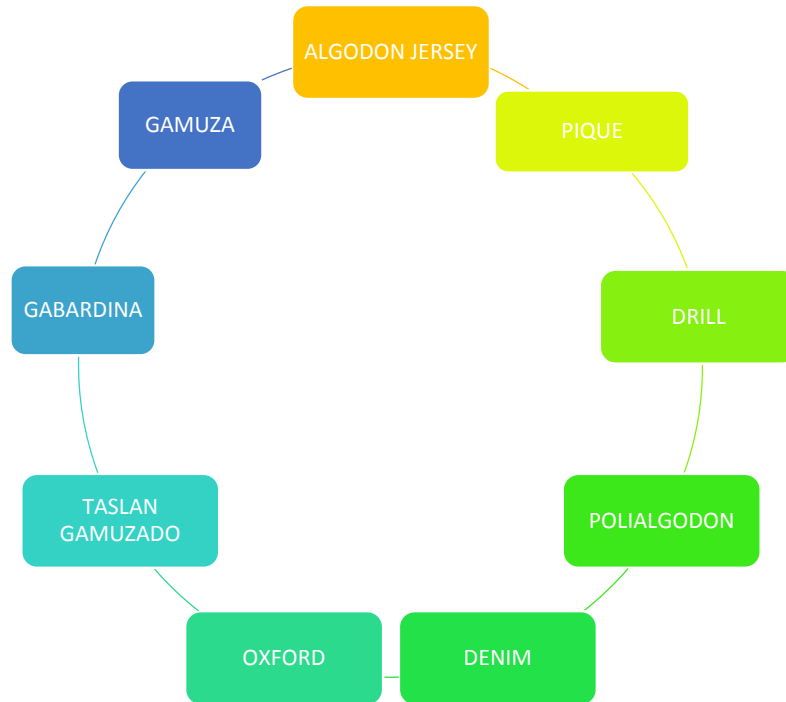 ALGODON JERSEY
PIQUE
DRILL
POLIALGODON
DENIM
OXFORD
TASLAN
GAMUZADO
GABARDINA
GAMUZA